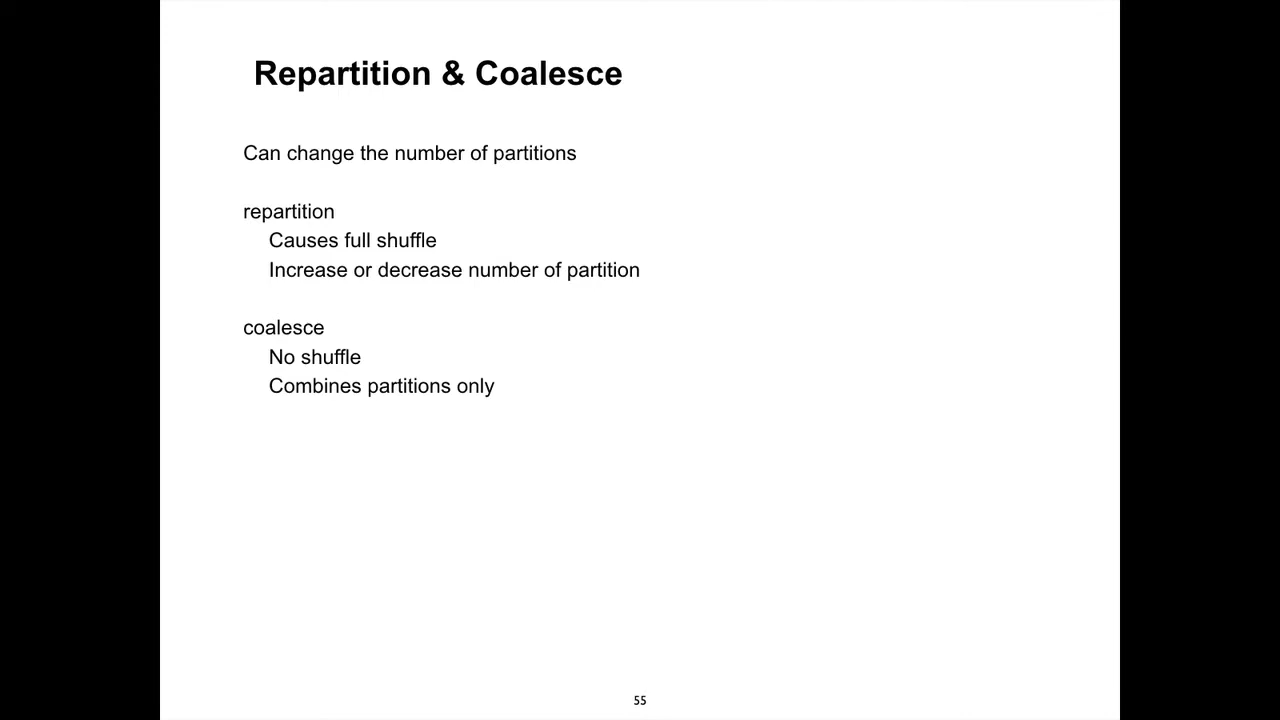 Repartition & Coalesce
Can change the number of partitions
repartition
Causes full shuffle
Increase or decrease number of partition
coalesce
No shuffle
Combines partitions only
55